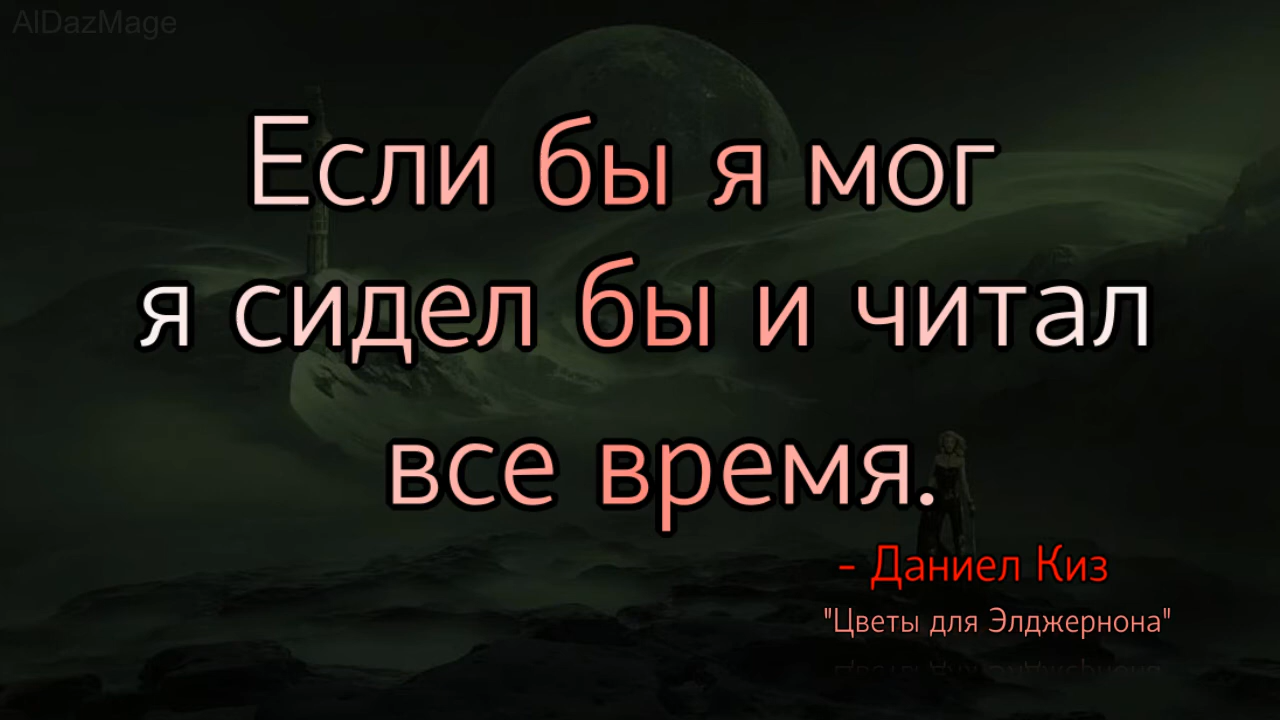 AlDazMage
Если бы я мог
я сидел бы и читал
все время.
- Даниел Киз
"Цветы для Элджернона"